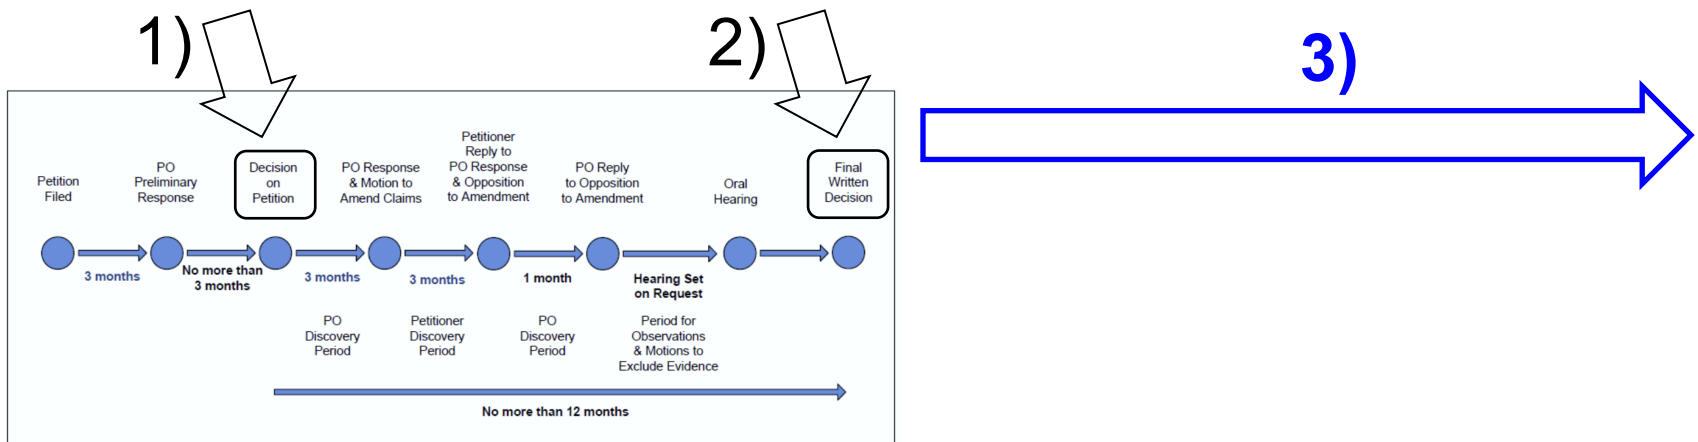 1)
2)
3)
Petition
Filed
PO
Preliminary
Response
Decision
on
Petition
PO Response
& Motion to
Amend Claims
Petitioner
Reply to
PO Response
& Opposition
to Amendment
PO Reply
to Opposition
to Amendment
Oral
Hearing
Final
Written
Decision
3 months
No more than
3 months
3 months
3 months
1 month
Hearing Set
on Request
PO
Discovery
Period
Petitioner
Discovery
Period
PO
Discovery
Period
Period for
Observations
& Motions to
Exclude Evidence
No more than 12 months